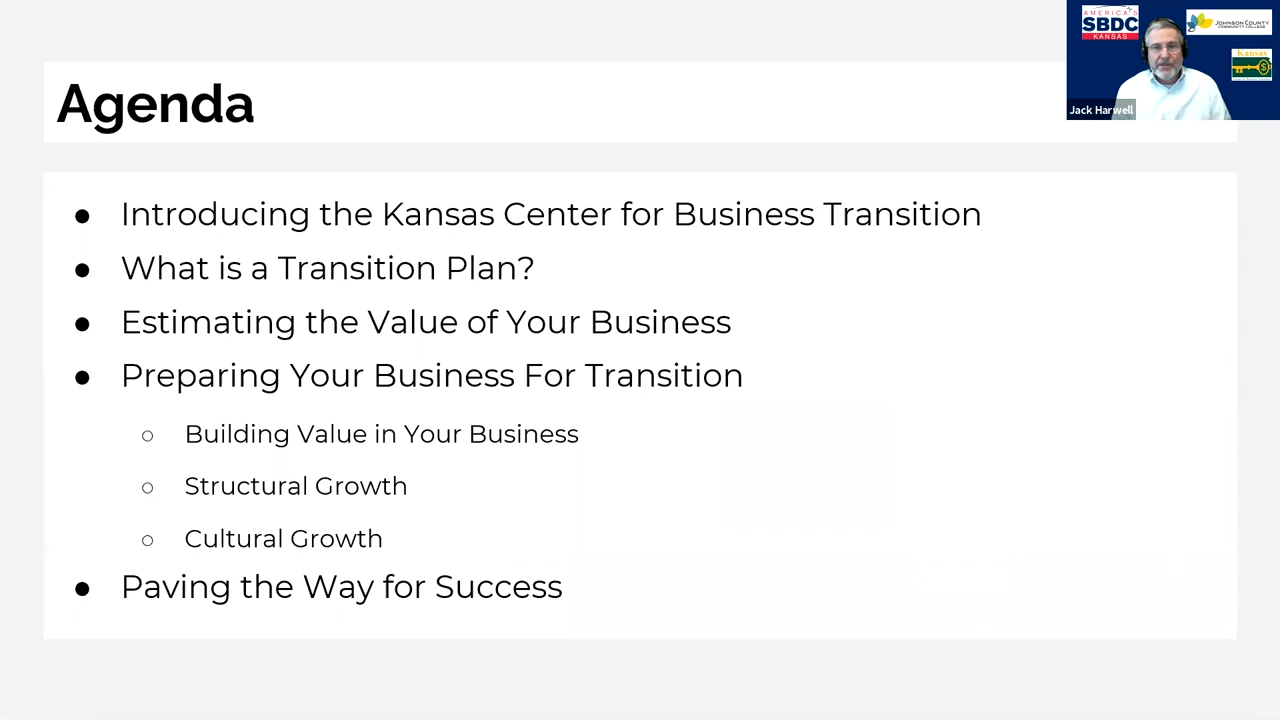 AMERICA'S
SBDC
KANSAS
JOHNSON COUNTY
COMMUNITY COLLEGE
Kansas
Jack Harwell
Agenda
● Introducing the Kansas Center for Business Transition
● What is a Transition Plan?
● Estimating the Value of Your Business
● Preparing Your Business For Transition
○ Building Value in Your Business
○ Structural Growth
○ Cultural Growth
● Paving the Way for Success